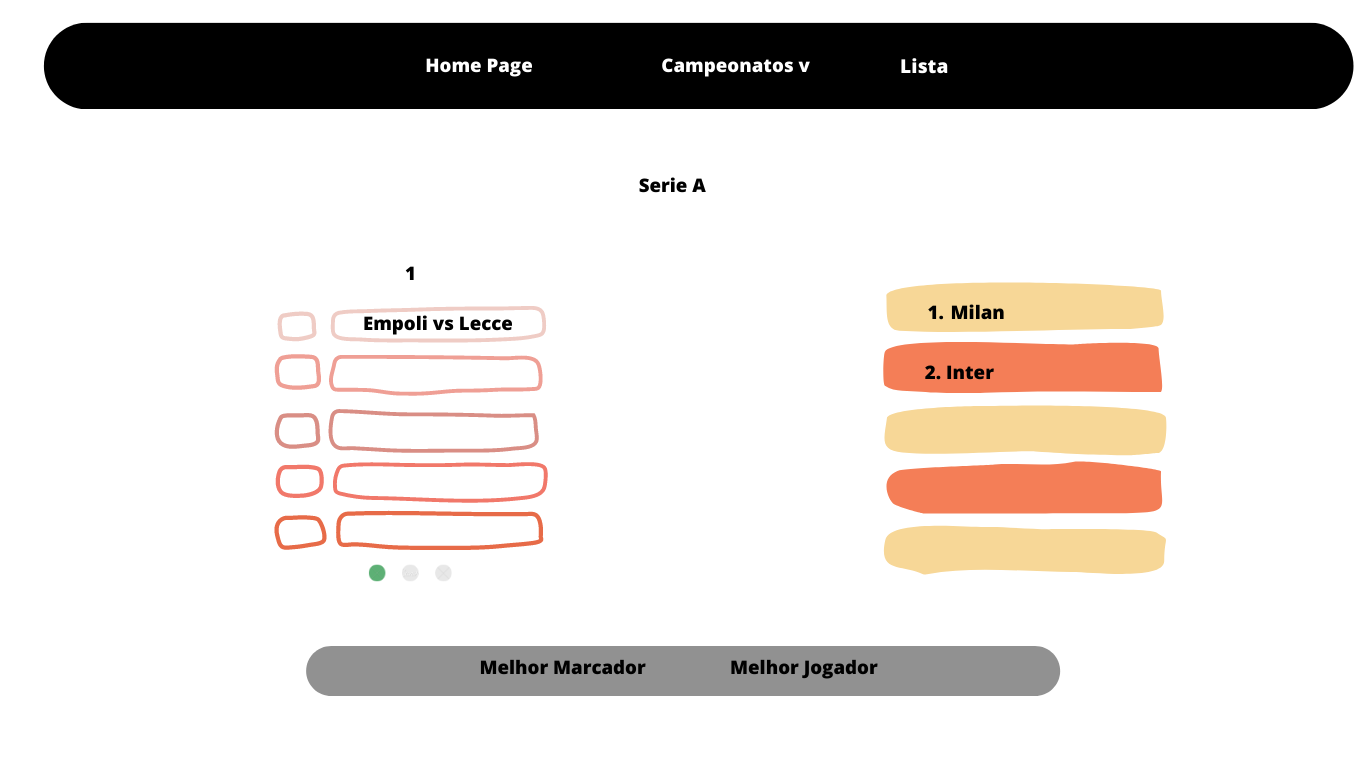 Home Page
Campeonatos v
Lista
Serie A
1
Empoli vs Lecce
1. Milan
2. Inter
Melhor Marcador
Melhor Jogador